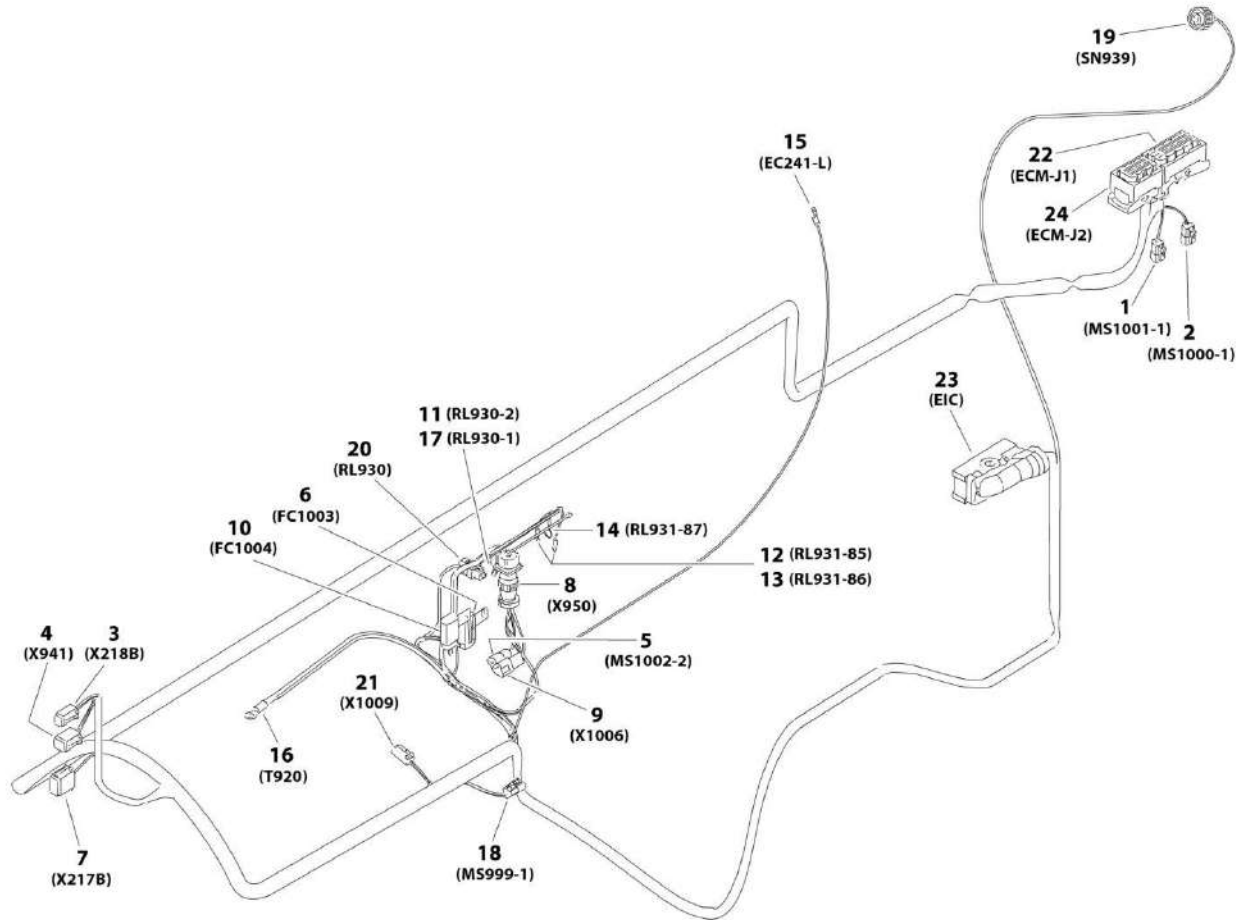 19
(SN939)
15
(EC241-L)
22
(ECM-J1)
24
(ECM-J2)
1
(MS1001-1)
2
(MS1000-1)
23
(EIC)
11 (RL930-2)
17 (RL930-1)
20
(RL930)
6
(FC1003)
10
(FC1004)
14 (RL931-87)
12 (RL931-85)
13 (RL931-86)
8
(X950)
5
(MS1002-2)
4
(X941)
3
(X218B)
21
(X1009)
9
(X1006)
16
(T920)
7
(X217B)
18
(MS999-1)